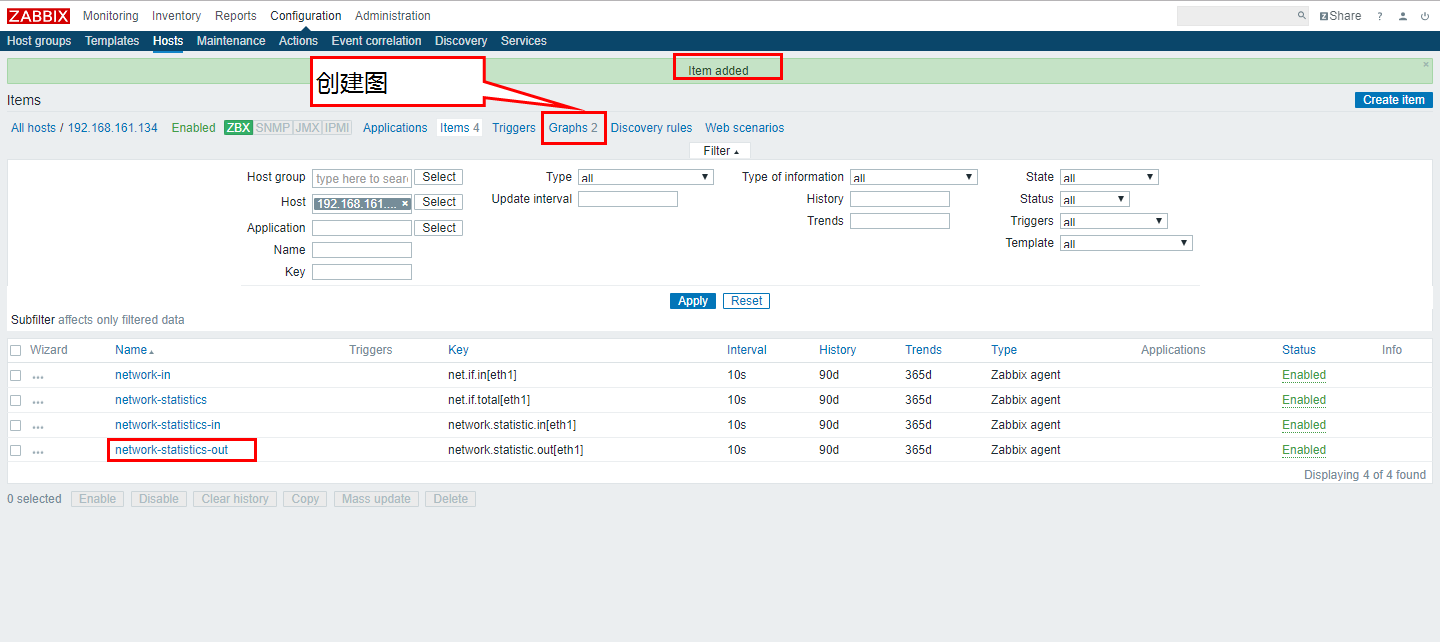 ZABBIX Monitoring Inventory Reports Configuration Administration Share ?
Host groups Templates Hosts Maintenance Actions Event correlation Discovery Services
Item added
创建图
Items Create item
All hosts / 192.168.161.134 Enabled ZBX SNMP JMX IPMI Applications Items 4 Triggers Graphs 2 Discovery rules Web scenarios
Filter
Host group type here to sear Select Type all Type of information all State all
Host 192.168.161.... × Select Update interval History Status all
Application Select Trends Triggers all
Name Template all
Key
Apply Reset
Subfilter affects only filtered data
Wizard Name Triggers Key Interval History Trends Type Applications Status Info
... network-in net.if.in[eth1] 10s 90d 365d Zabbix agent Enabled
... network-statistics net.if.total[eth1] 10s 90d 365d Zabbix agent Enabled
... network-statistics-in network.statistic.in[eth1] 10s 90d 365d Zabbix agent Enabled
... network-statistics-out network.statistic.out[eth1] 10s 90d 365d Zabbix agent Enabled
Displaying 4 of 4 found
0 selected Enable Disable Clear history Copy Mass update Delete